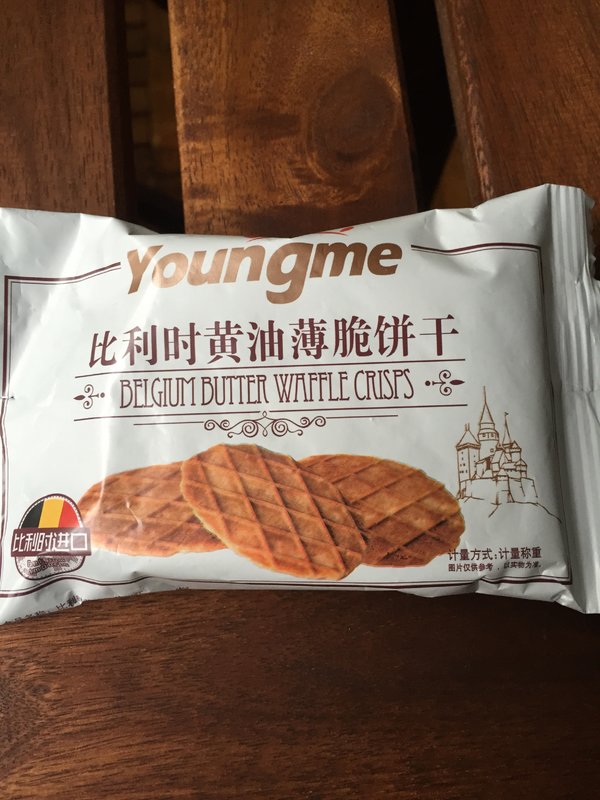 Youngme
比利时黄油薄脆饼干
BELGIUM BUTTER WAFFLE CRISPS
比利时进口
计量方式:计量称重
图片仅供参考，以实物为准。